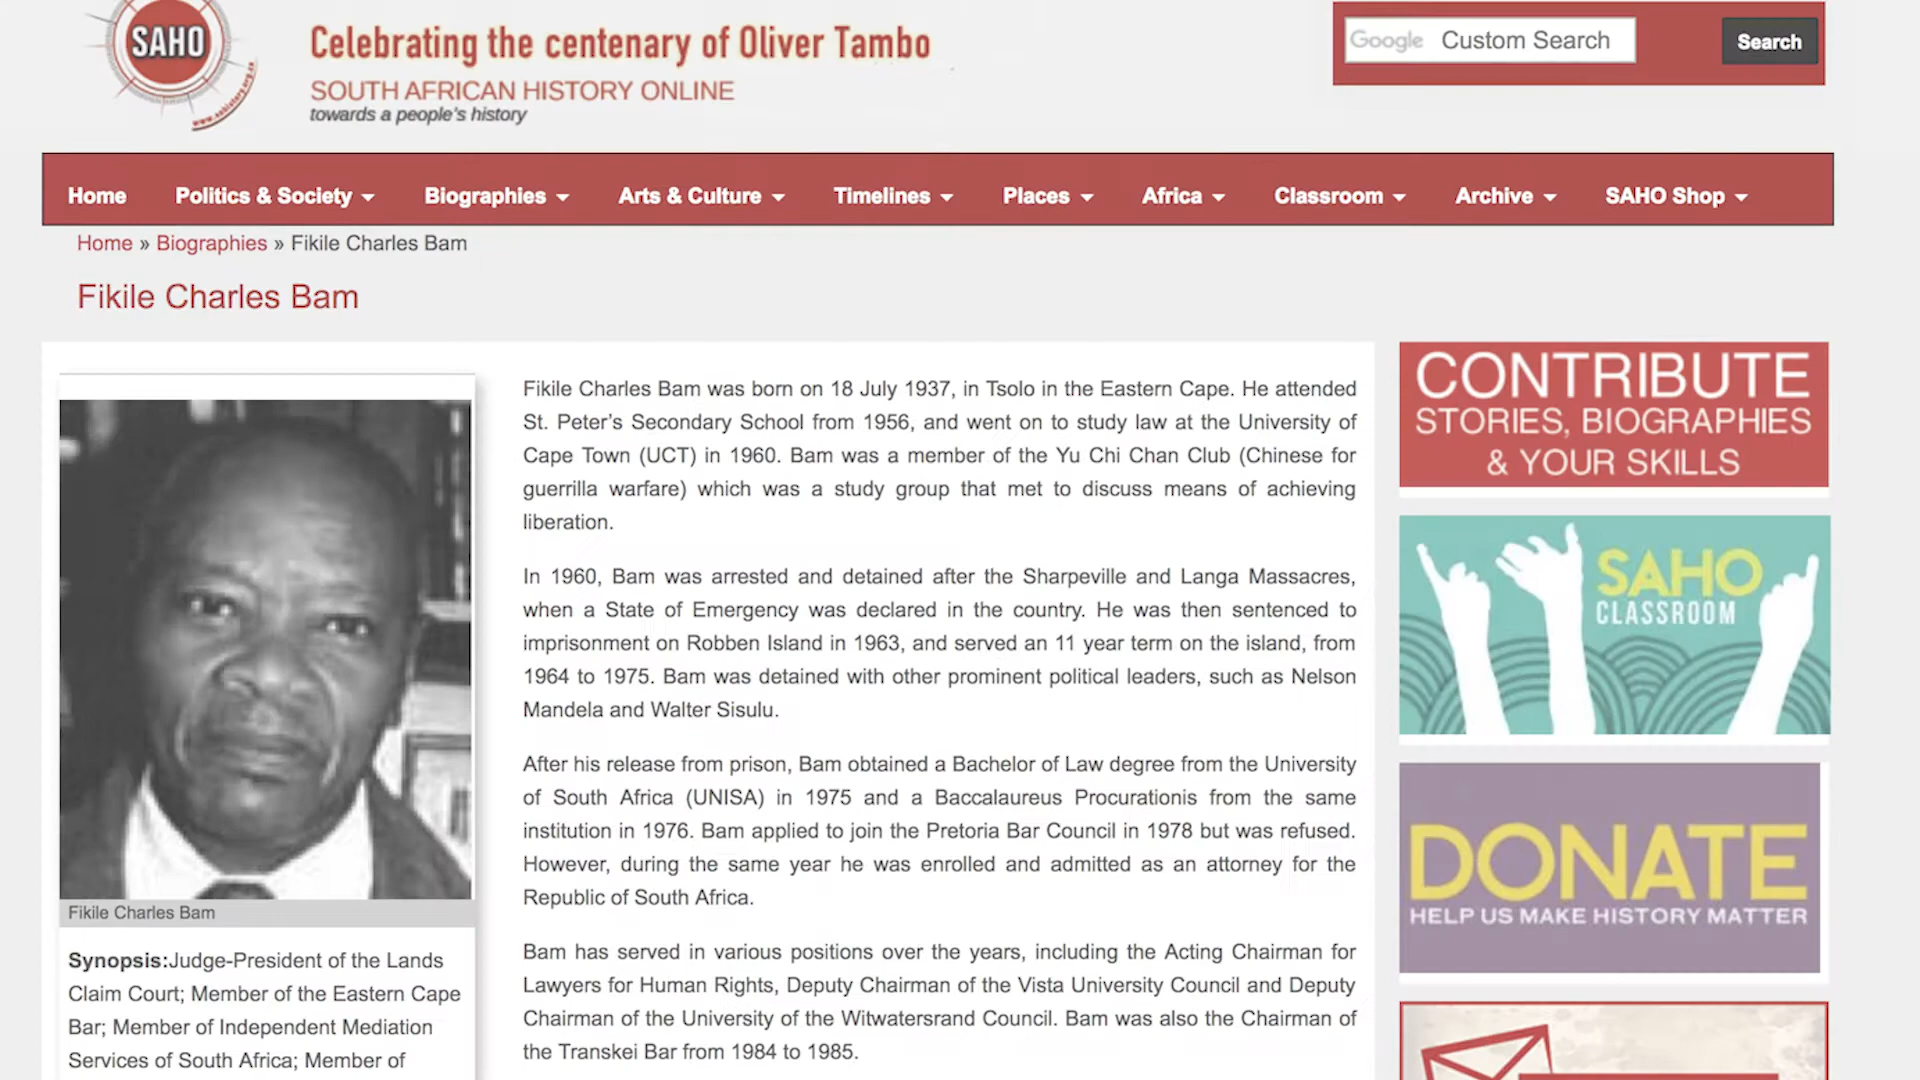 SAHO
www.sahistory.org.za
Celebrating the centenary of Oliver Tambo
SOUTH AFRICAN HISTORY ONLINE
towards a people's history
Google Custom Search
Search
Home
Politics & Society
Biographies
Arts & Culture
Timelines
Places
Africa
Classroom
Archive
SAHO Shop
Home » Biographies » Fikile Charles Bam
Fikile Charles Bam
Fikile Charles Bam
Synopsis:Judge-President of the Lands
Claim Court; Member of the Eastern Cape
Bar; Member of Independent Mediation
Services of South Africa; Member of
Fikile Charles Bam was born on 18 July 1937, in Tsolo in the Eastern Cape. He attended
St. Peter’s Secondary School from 1956, and went on to study law at the University of
Cape Town (UCT) in 1960. Bam was a member of the Yu Chi Chan Club (Chinese for
guerrilla warfare) which was a study group that met to discuss means of achieving
liberation.
In 1960, Bam was arrested and detained after the Sharpeville and Langa Massacres,
when a State of Emergency was declared in the country. He was then sentenced to
imprisonment on Robben Island in 1963, and served an 11 year term on the island, from
1964 to 1975. Bam was detained with other prominent political leaders, such as Nelson
Mandela and Walter Sisulu.
After his release from prison, Bam obtained a Bachelor of Law degree from the University
of South Africa (UNISA) in 1975 and a Baccalaureus Procurationis from the same
institution in 1976. Bam applied to join the Pretoria Bar Council in 1978 but was refused.
However, during the same year he was enrolled and admitted as an attorney for the
Republic of South Africa.
Bam has served in various positions over the years, including the Acting Chairman for
Lawyers for Human Rights, Deputy Chairman of the Vista University Council and Deputy
Chairman of the University of the Witwatersrand Council. Bam was also the Chairman of
the Transkei Bar from 1984 to 1985.
CONTRIBUTE
STORIES, BIOGRAPHIES
& YOUR SKILLS
SAHO
CLASSROOM
DONATE
HELP US MAKE HISTORY MATTER